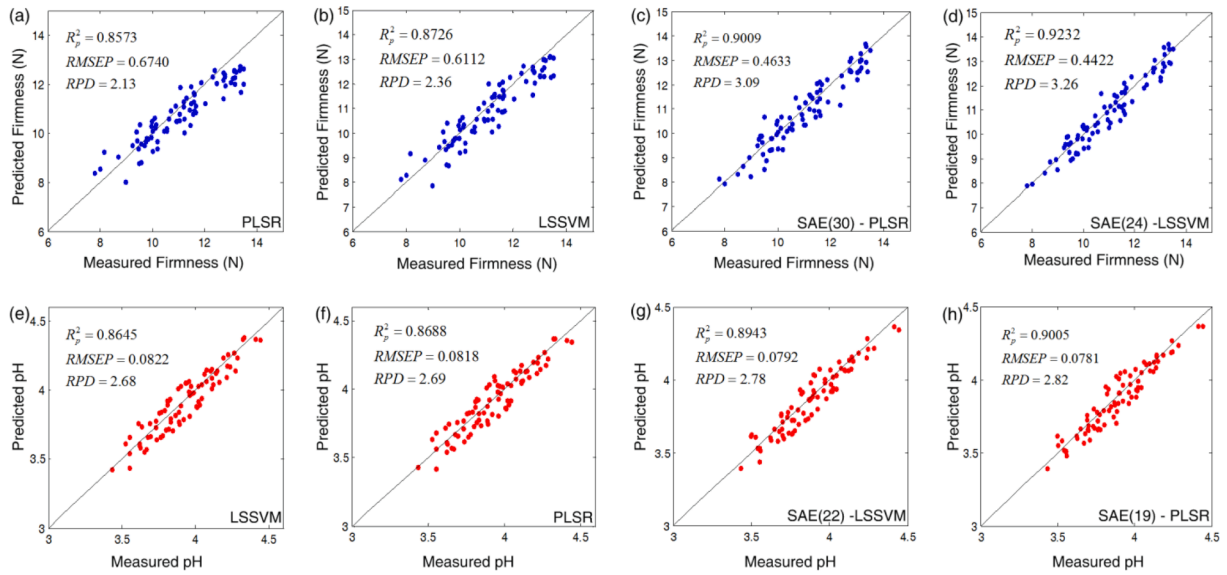 (a)
R²p = 0.8573
RMSEP = 0.6740
RPD = 2.13
14
13
12
11
10
9
8
6
6
8
10
12
14
Predicted Firmness (N)
Measured Firmness (N)
PLSR
(b)
R²p = 0.8726
RMSEP = 0.6112
RPD = 2.36
15
14
13
12
11
10
9
8
7
6
6
8
10
12
14
Predicted Firmness (N)
Measured Firmness (N)
LSSVM
(c)
R²p = 0.9009
RMSEP = 0.4633
RPD = 3.09
15
14
13
12
11
10
9
8
7
6
6
8
10
12
14
Predicted Firmness (N)
Measured Firmness (N)
SAE(30) - PLSR
(d)
R²p = 0.9232
RMSEP = 0.4422
RPD = 3.26
15
14
13
12
11
10
9
8
7
6
6
8
10
12
14
Predicted Firmness (N)
Measured Firmness (N)
SAE(24) -LSSVM
(e)
R²p = 0.8645
RMSEP = 0.0822
RPD = 2.68
4.5
4
3.5
3
3
3.5
4
4.5
Predicted pH
Measured pH
LSSVM
(f)
R²p = 0.8688
RMSEP = 0.0818
RPD = 2.69
4.5
4
3.5
3
3
3.5
4
4.5
Predicted pH
Measured pH
PLSR
(g)
R²p = 0.8943
RMSEP = 0.0792
RPD = 2.78
4.5
4
3.5
3
3
3.5
4
4.5
Predicted pH
Measured pH
SAE(22) -LSSVM
(h)
R²p = 0.9005
RMSEP = 0.0781
RPD = 2.82
4.5
4
3.5
3
3
3.5
4
4.5
Predicted pH
Measured pH
SAE(19) - PLSR